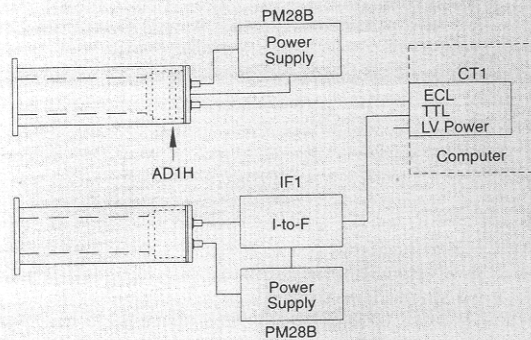 PM28B
Power
Supply
CT1
ECL
TTL
LV Power
Computer
AD1H
IF1
I-to-F
Power
Supply
PM28B